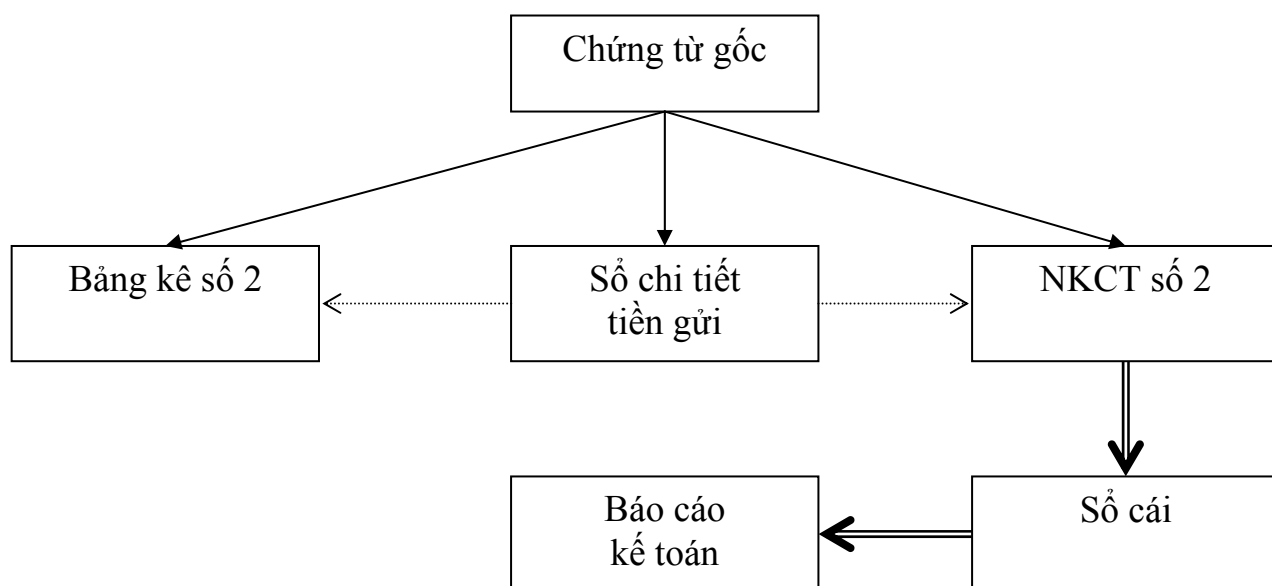 Chứng từ gốc
Bảng kê số 2
Sổ chi tiết
tiền gửi
NKCT số 2
Báo cáo
kế toán
Sổ cái